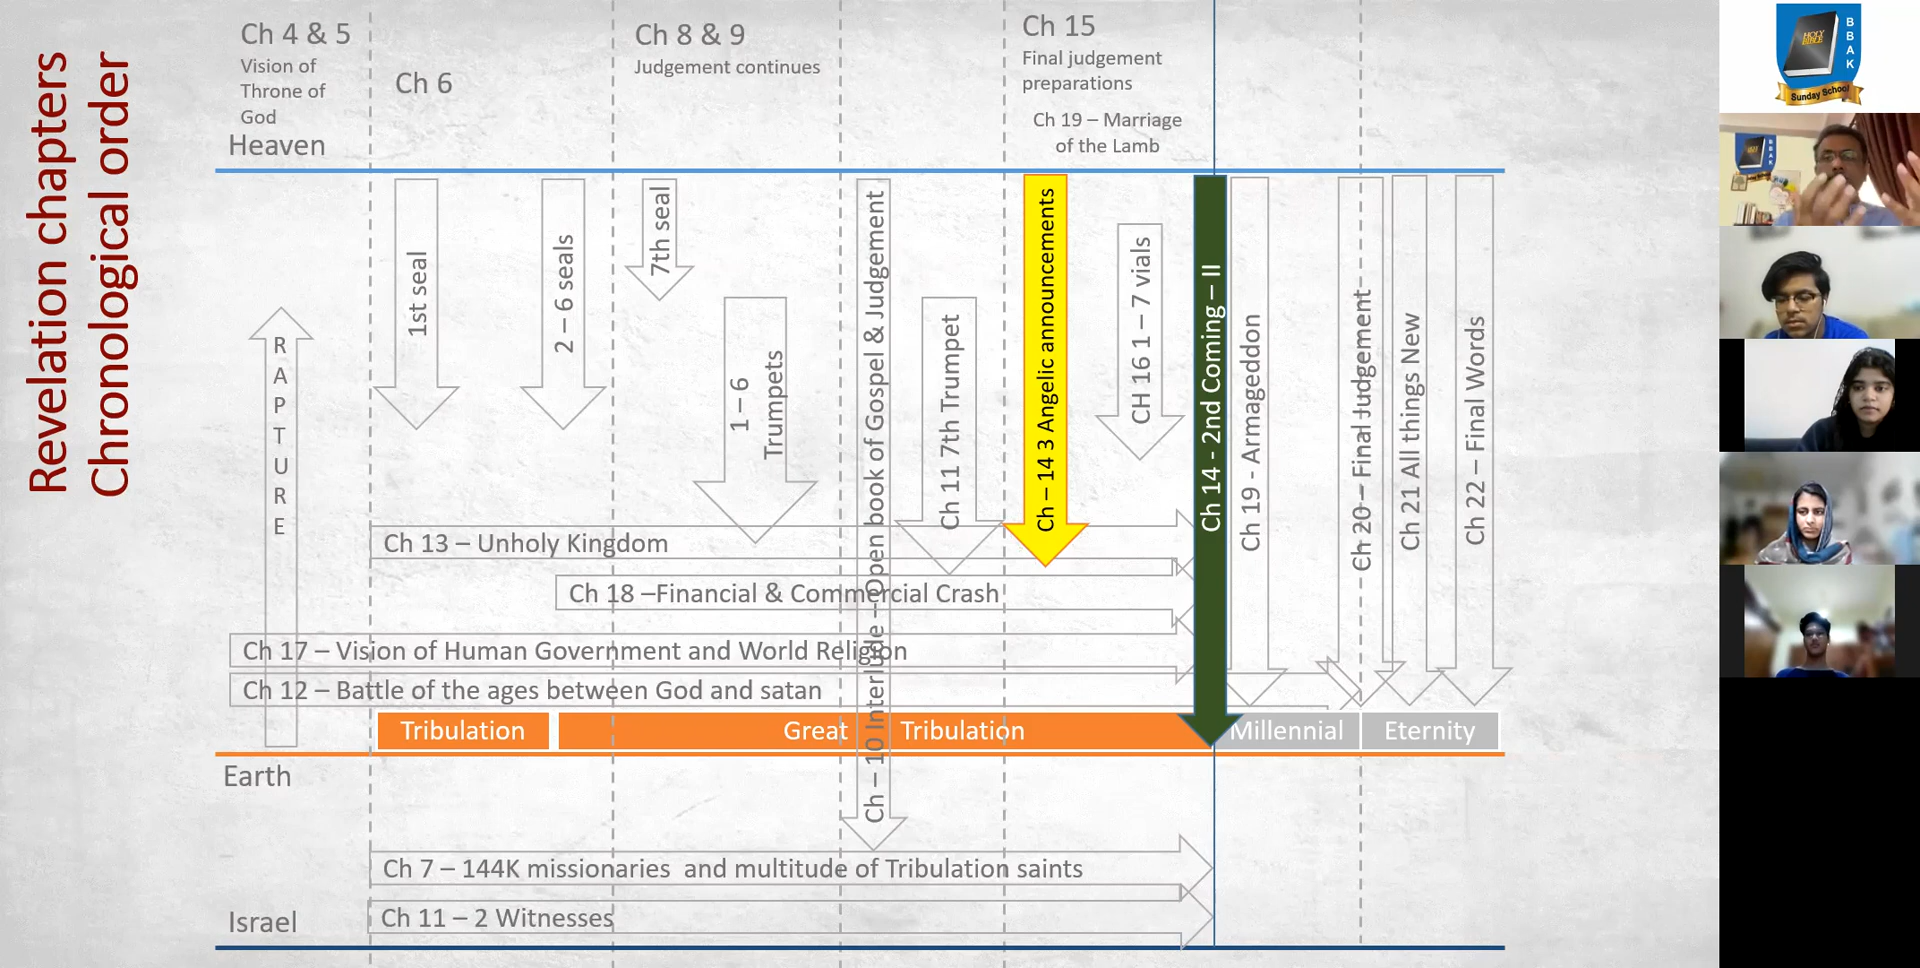 Revelation chapters
Chronological order
Ch 4 & 5
Vision of
Throne of
God
Heaven
Ch 6
Ch 8 & 9
Judgement continues
Ch 15
Final judgement
preparations
Ch 19 – Marriage
of the Lamb
RAPTURE
1st seal
2 – 6 seals
7th seal
1 – 6
Trumpets
Ch – 10 Interlude – Open book of Gospel & Judgement
Ch 11 7th Trumpet
Ch – 14 3 Angelic announcements
CH 16 1 – 7 vials
Ch 14 - 2nd Coming – II
Ch 19 - Armageddon
Ch 20 – Final Judgement
Ch 21 All things New
Ch 22 – Final Words
Ch 13 – Unholy Kingdom
Ch 18 –Financial & Commercial Crash
Ch 17 – Vision of Human Government and World Religion
Ch 12 – Battle of the ages between God and satan
Tribulation
Great Tribulation
Millennial
Eternity
Earth
Ch 7 – 144K missionaries and multitude of Tribulation saints
Ch 11 – 2 Witnesses
Israel
HOLY
BIBLE
BBAK
Sunday School